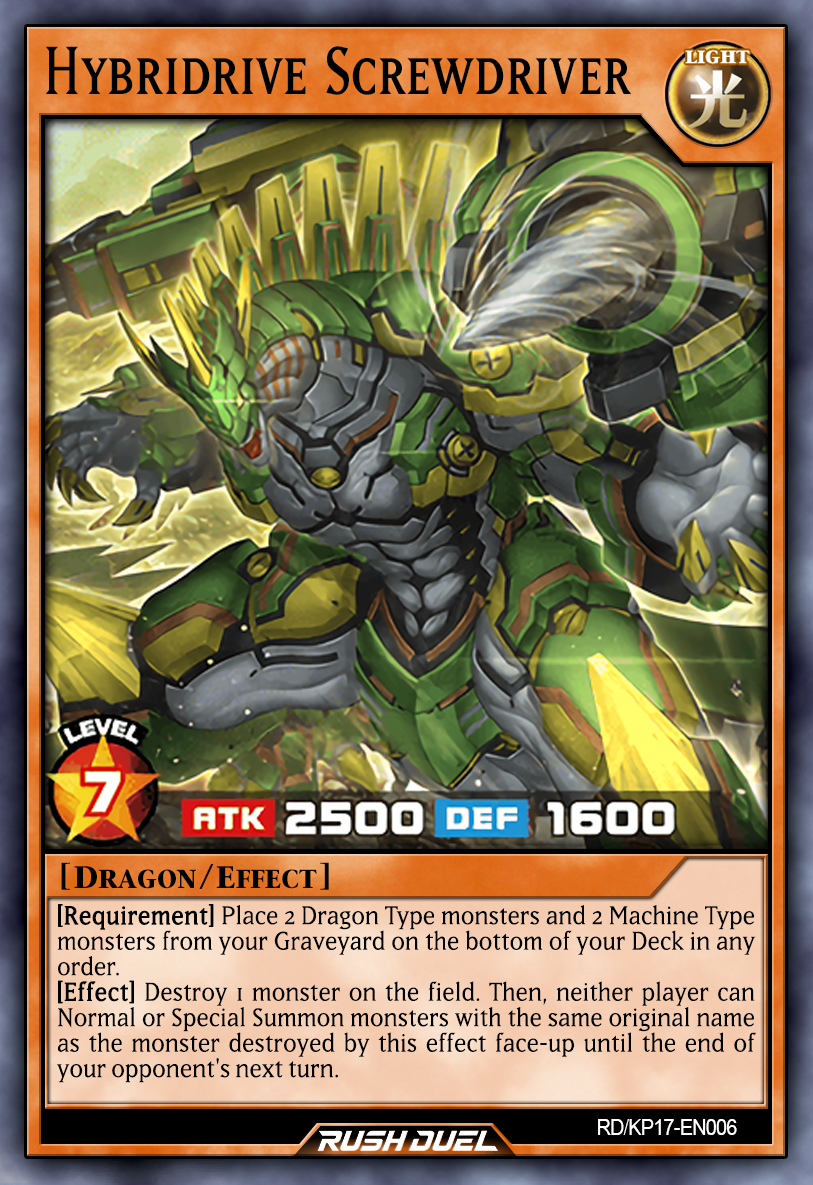 Hybridrive Screwdriver
LIGHT
光
LEVEL
7
ATK 2500 DEF 1600
[Dragon/Effect]
[Requirement] Place 2 Dragon Type monsters and 2 Machine Type
monsters from your Graveyard on the bottom of your Deck in any
order.
[Effect] Destroy 1 monster on the field. Then, neither player can
Normal or Special Summon monsters with the same original name
as the monster destroyed by this effect face-up until the end of
your opponent's next turn.
RD/KP17-EN006
RUSH DUEL